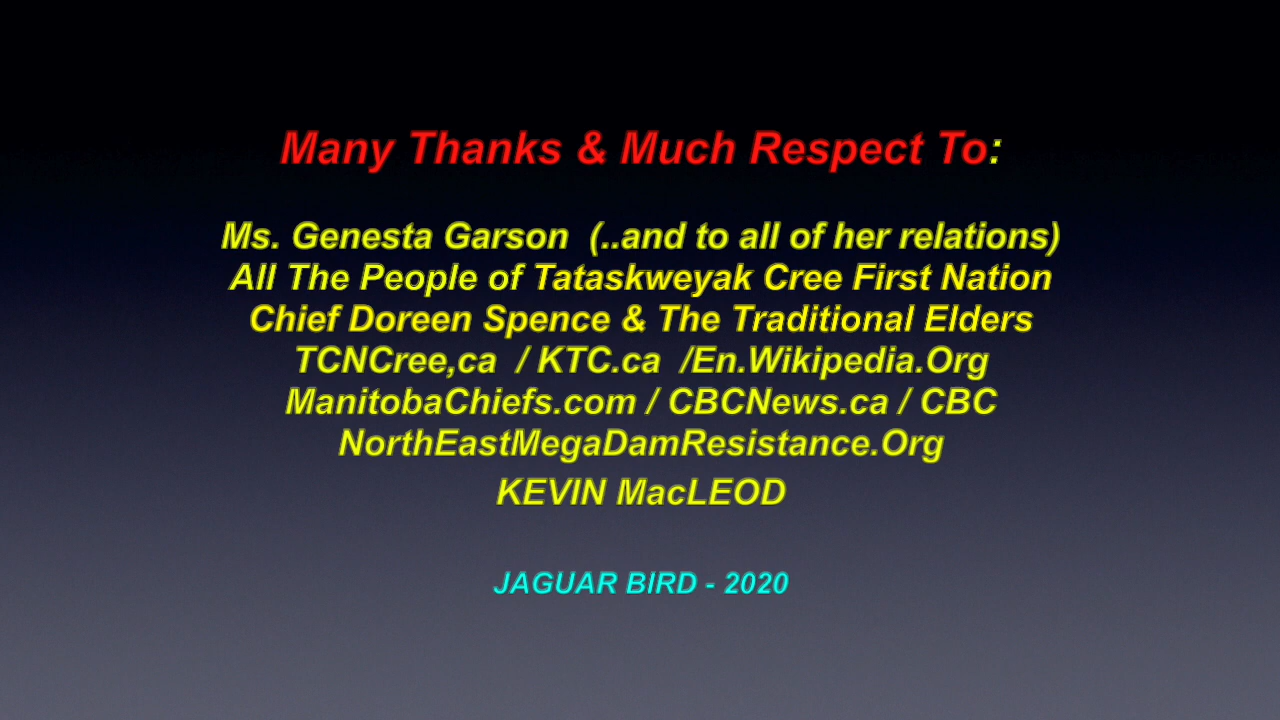 Many Thanks & Much Respect To:
Ms. Genesta Garson (..and to all of her relations)
All The People of Tataskweyak Cree First Nation
Chief Doreen Spence & The Traditional Elders
TCNCree,ca / KTC.ca /En.Wikipedia.Org
ManitobaChiefs.com / CBCNews.ca / CBC
NorthEastMegaDamResistance.Org
KEVIN MacLEOD
JAGUAR BIRD - 2020